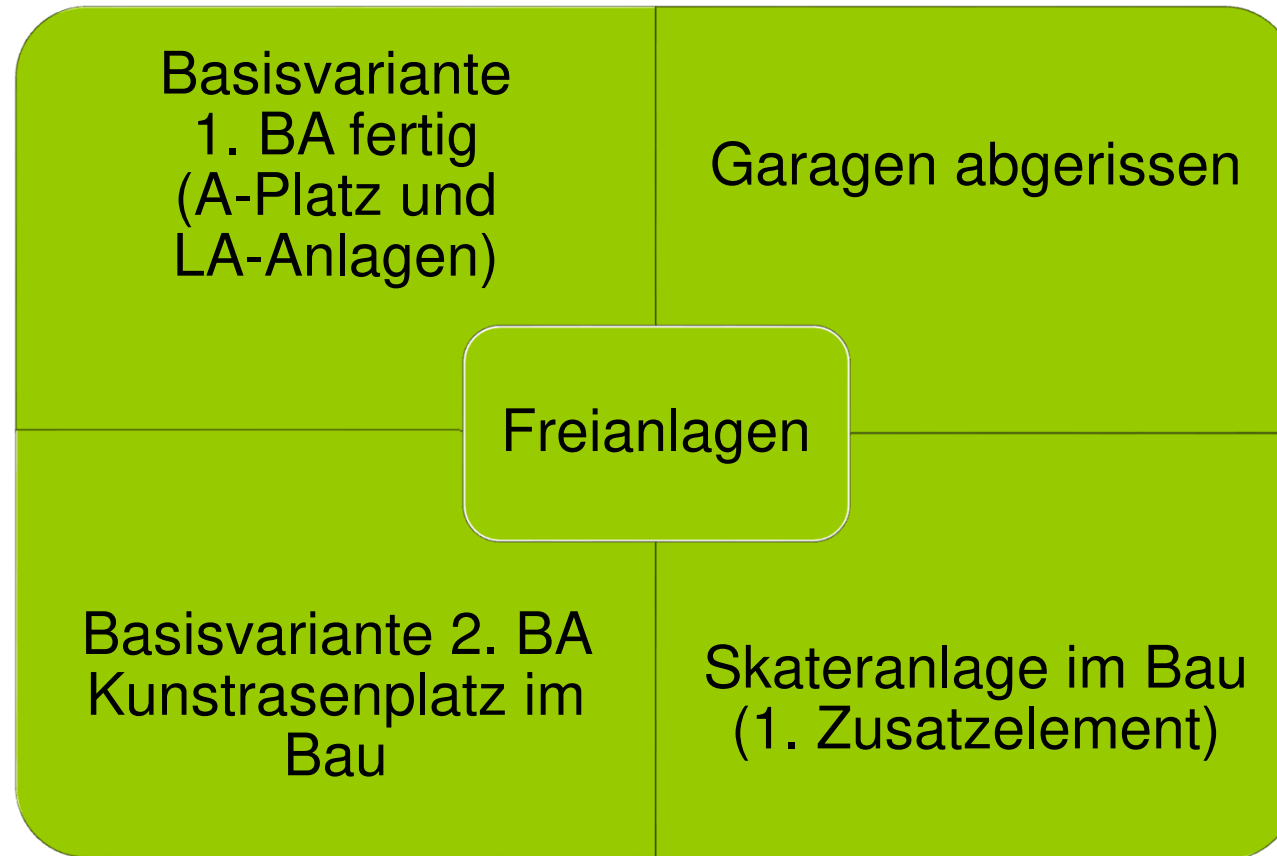 Basisvariante
1. BA fertig
(A-Platz und
LA-Anlagen)
Garagen abgerissen
Freianlagen
Basisvariante 2. BA
Kunstrasenplatz im
Bau
Skateranlage im Bau
(1. Zusatzelement)